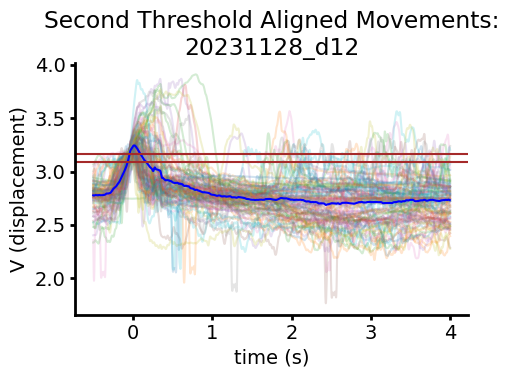 Second Threshold Aligned Movements:
20231128_d12
V (displacement)
4.0
3.5
3.0
2.5
2.0
0 1 2 3 4
time (s)